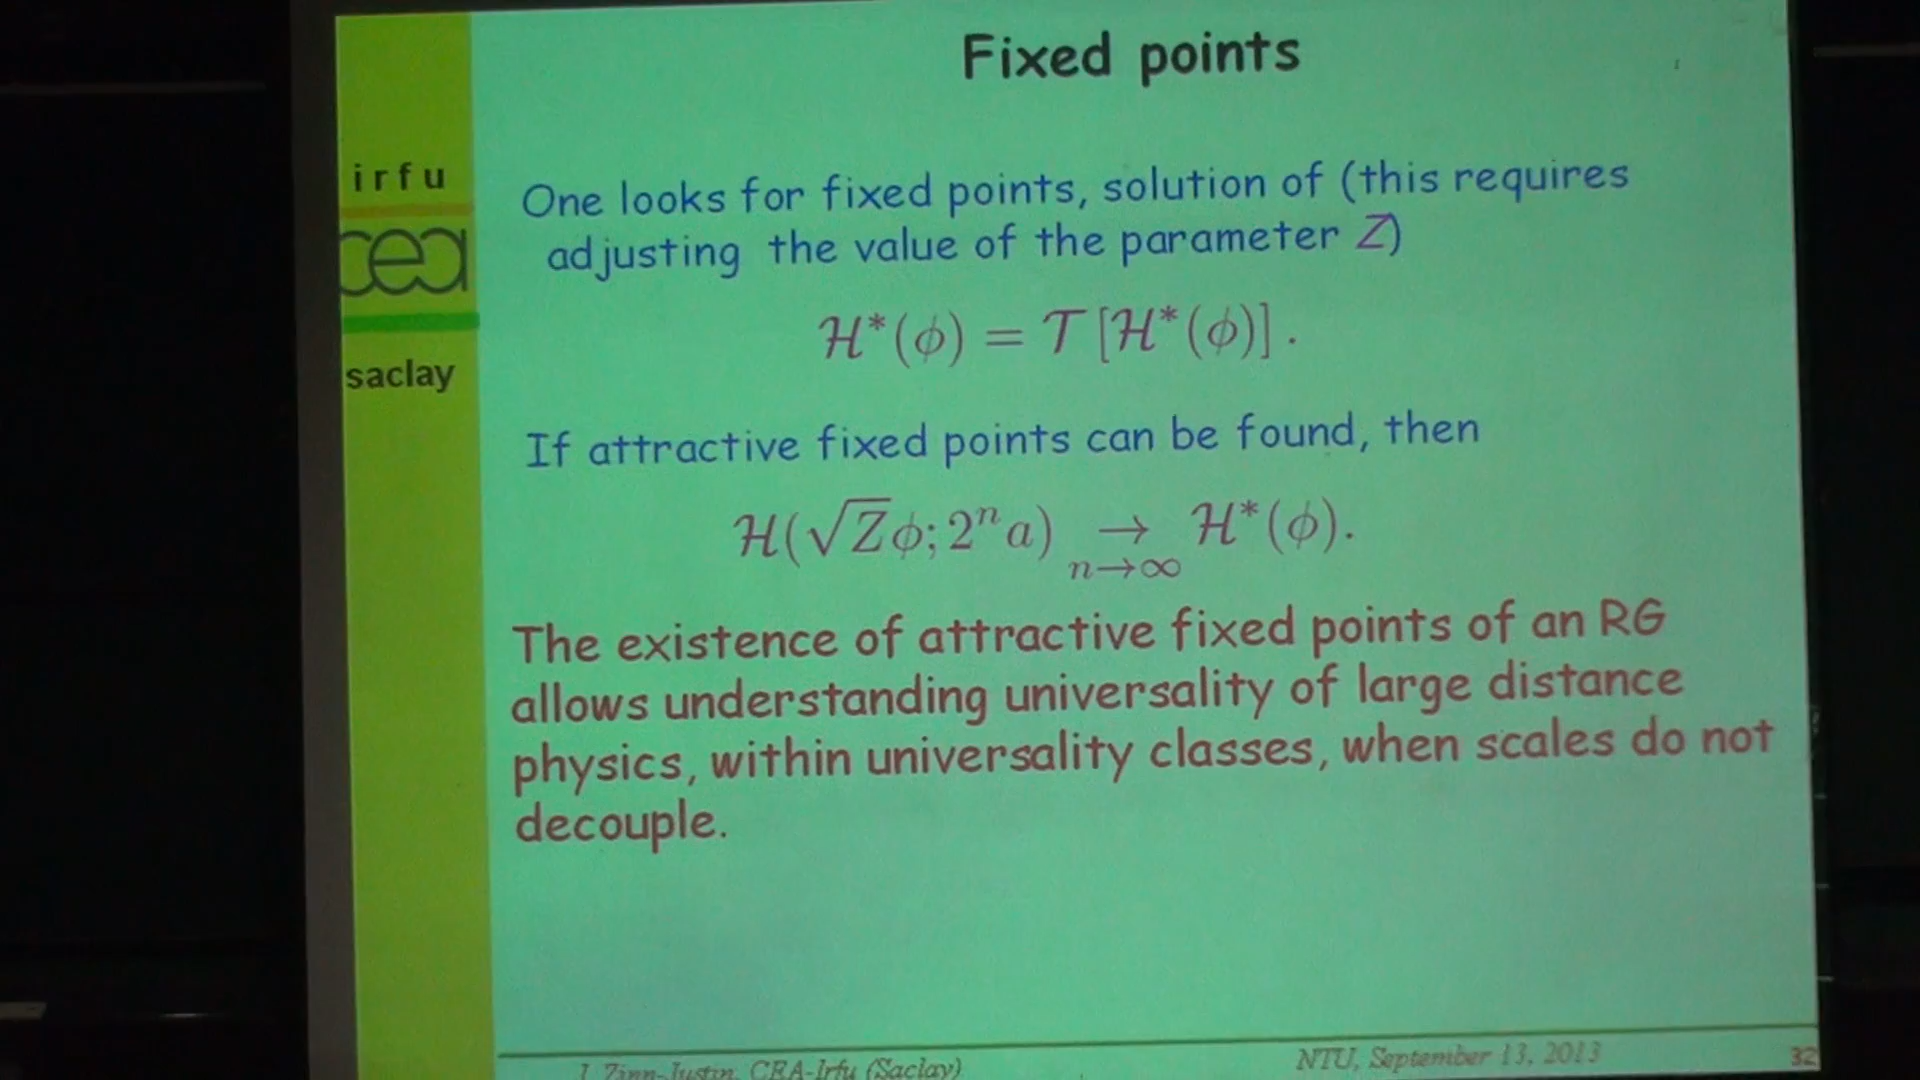 Fixed points
irfu
cea
saclay
One looks for fixed points, solution of (this requires
adjusting the value of the parameter Z)
ℋ*(ϕ) = 𝒯 [ℋ*(ϕ)] .
If attractive fixed points can be found, then
ℋ(√Zϕ; 2ⁿa) → ℋ*(ϕ).
n→∞
The existence of attractive fixed points of an RG
allows understanding universality of large distance
physics, within universality classes, when scales do not
decouple.
J. Zinn-Justin, CEA-Irfu (Saclay)
NTU, September 13, 2013
32